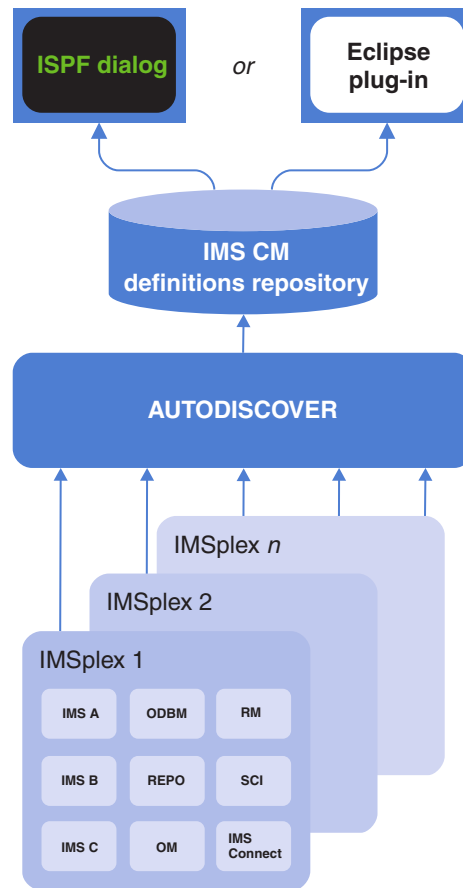 ISPF dialog
or
Eclipse
plug-in
IMS CM
definitions repository
AUTODISCOVER
IMSplex n
IMSplex 2
IMSplex 1
IMS A
ODBM
RM
IMS B
REPO
SCI
IMS C
OM
IMS
Connect